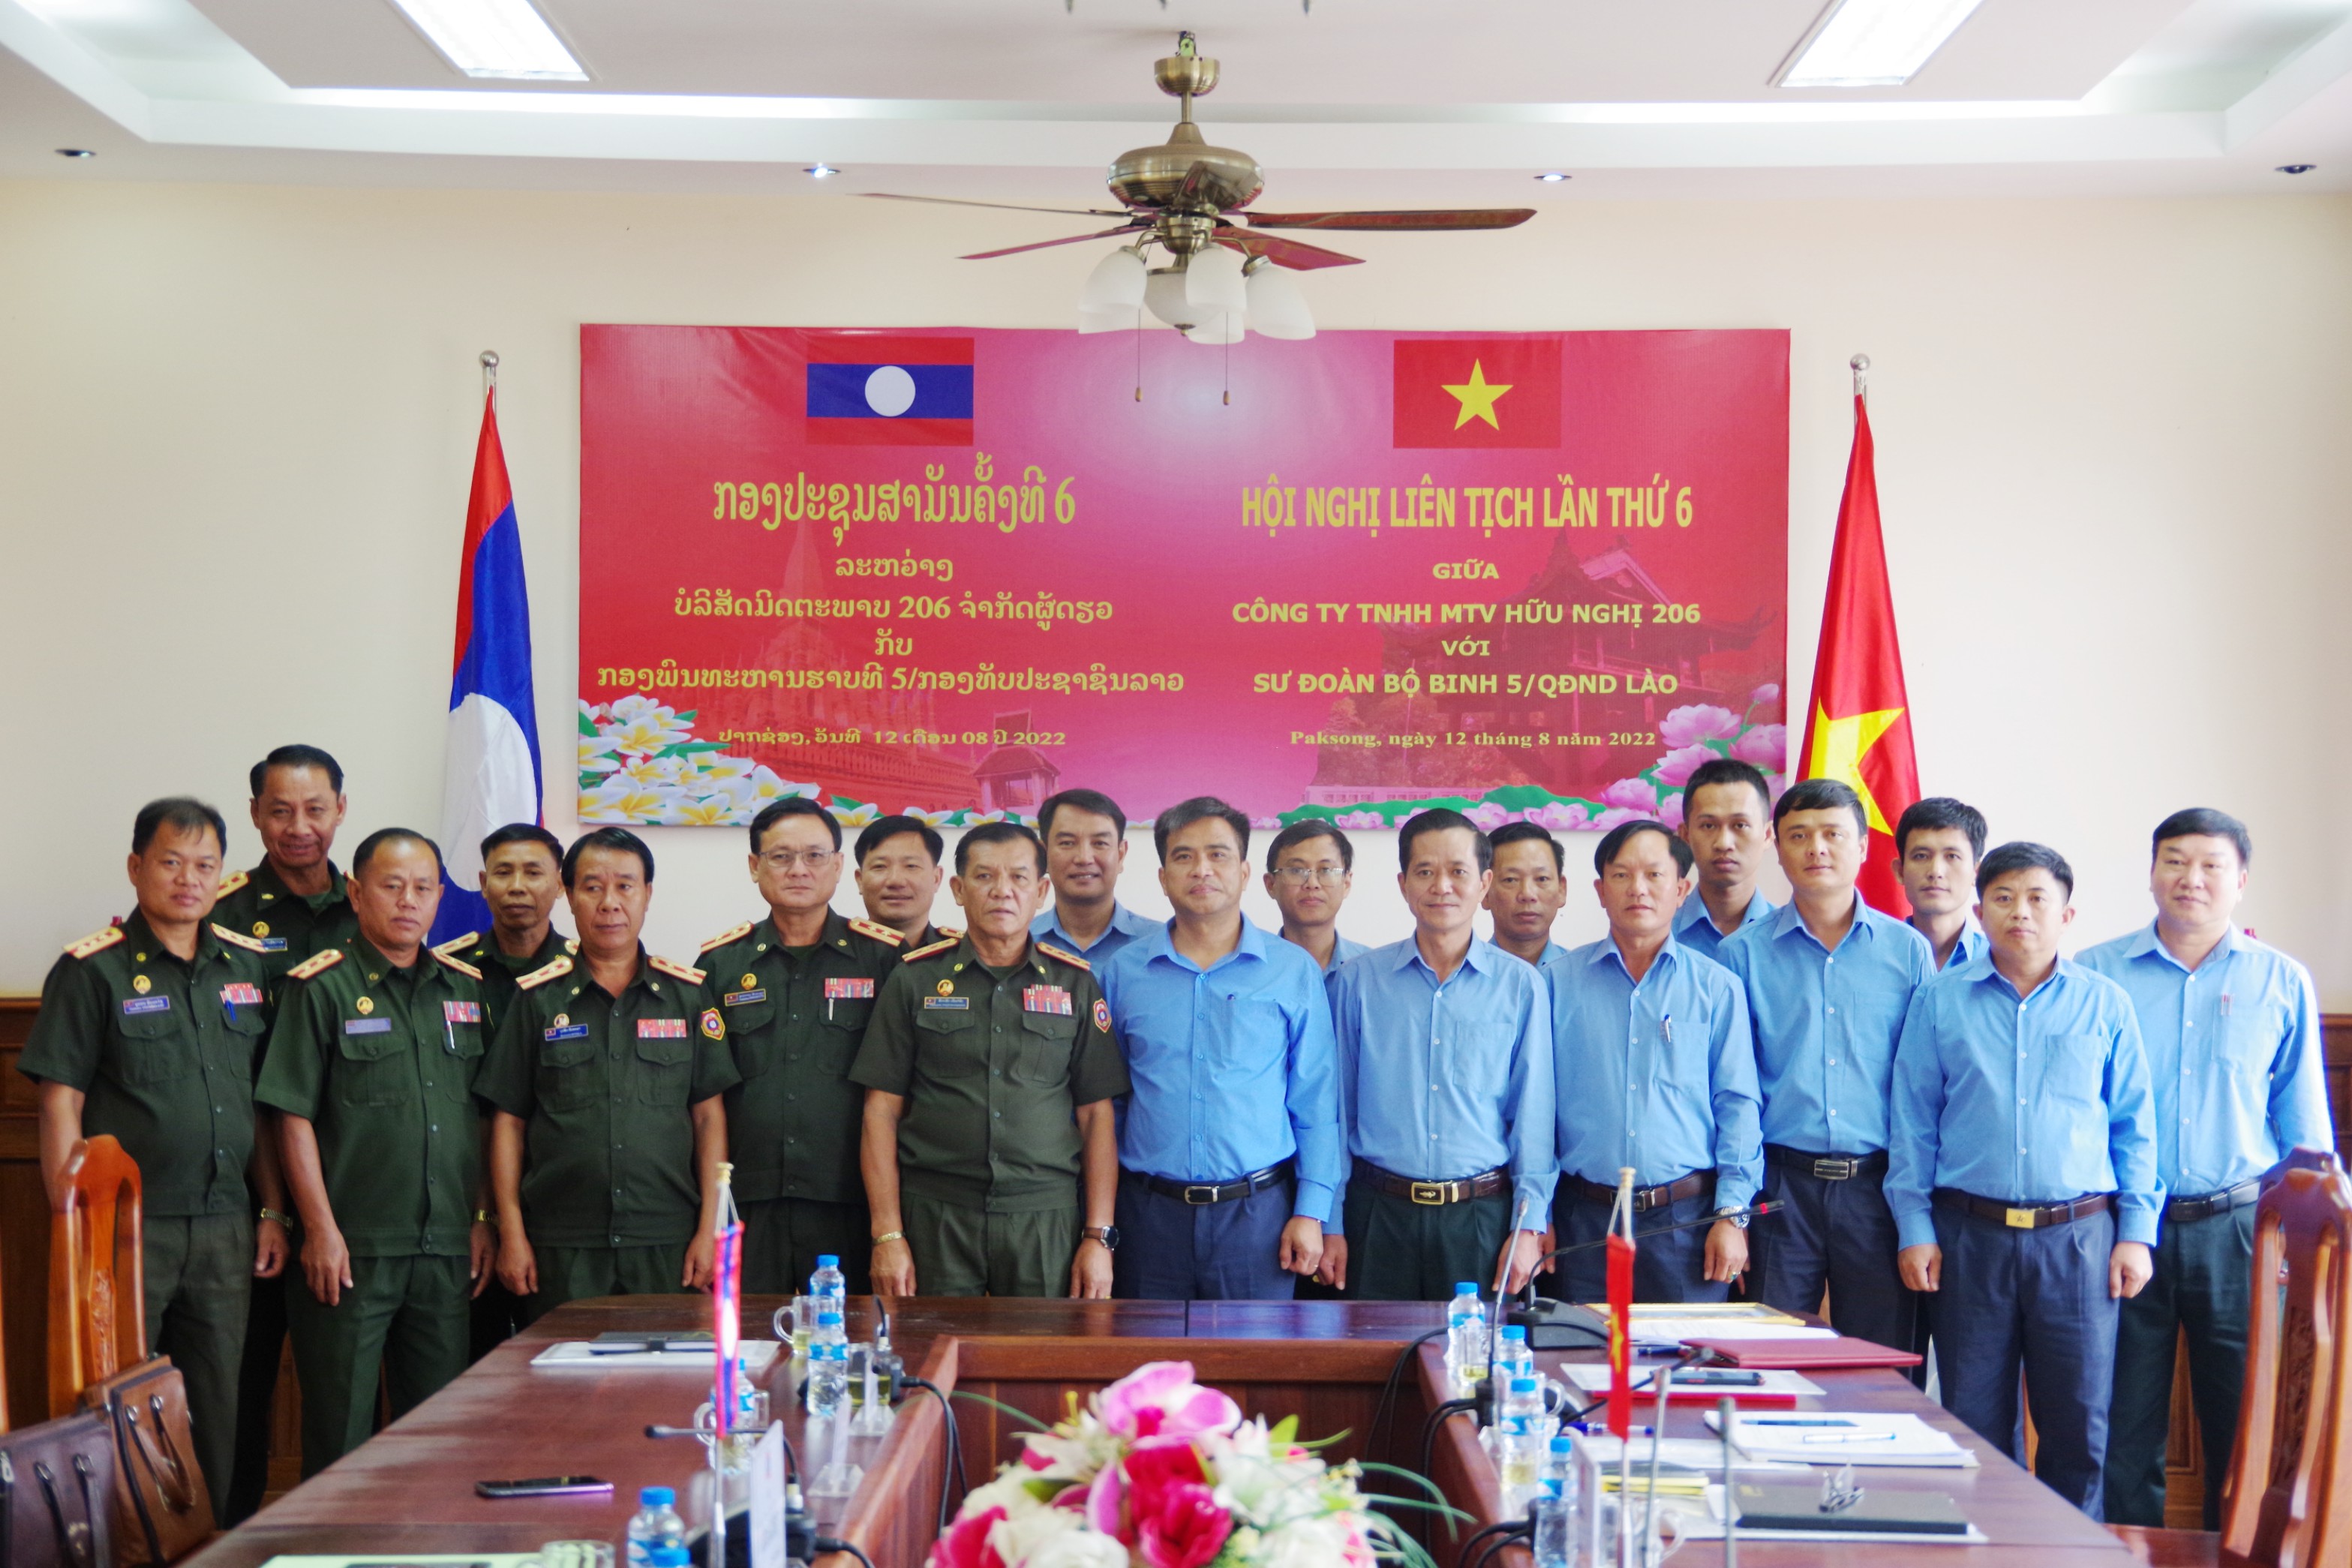 ກອງປະຊຸມສາມັນຄັ້ງທີ 6
ລະຫວ່າງ
ບໍລິສັດມິດຕະພາບ 206 ຈຳກັດຜູ້ດຽວ
ກັບ
ກອງພົນທະຫານຮາບທີ 5/ກອງທັບປະຊາຊົນລາວ
ປາກຊ່ອງ, ວັນທີ 12 ເດືອນ 08 ປີ 2022
HỘI NGHỊ LIÊN TỊCH LẦN THỨ 6
GIỮA
CÔNG TY TNHH MTV HỮU NGHỊ 206
VỚI
SƯ ĐOÀN BỘ BINH 5/QĐND LÀO
Paksong, ngày 12 tháng 8 năm 2022